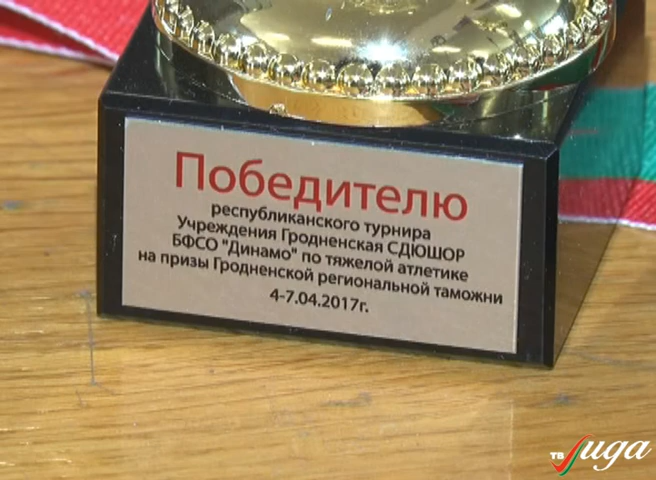 Победителю
республиканского турнира
Учреждения Гродненская СДЮШОР
БФСО "Динамо" по тяжелой атлетике
на призы Гродненской региональной таможни
4-7.04.2017г.
ТВ Лида